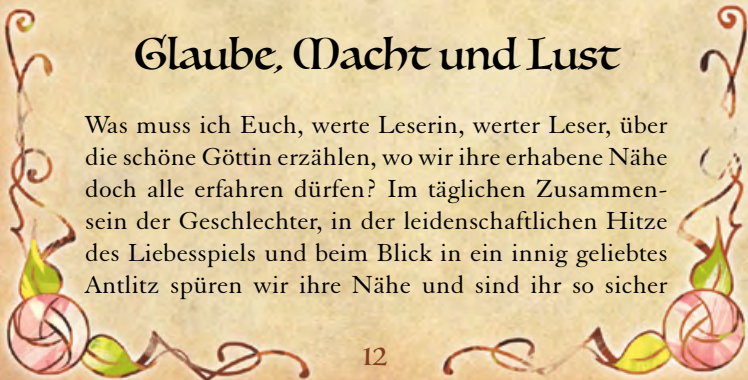 Glaube, Macht und Lust
Was muss ich Euch, werte Leserin, werter Leser, über
die schöne Göttin erzählen, wo wir ihre erhabene Nähe
doch alle erfahren dürfen? Im täglichen Zusammen-
sein der Geschlechter, in der leidenschaftlichen Hitze
des Liebesspiels und beim Blick in ein innig geliebtes
Antlitz spüren wir ihre Nähe und sind ihr so sicher
12